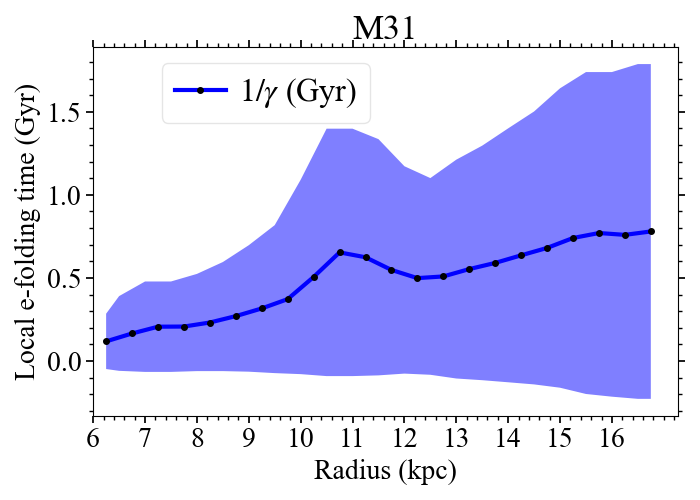 M31
1/γ (Gyr)
Local e-folding time (Gyr)
1.5
1.0
0.5
0.0
6 7 8 9 10 11 12 13 14 15 16
Radius (kpc)